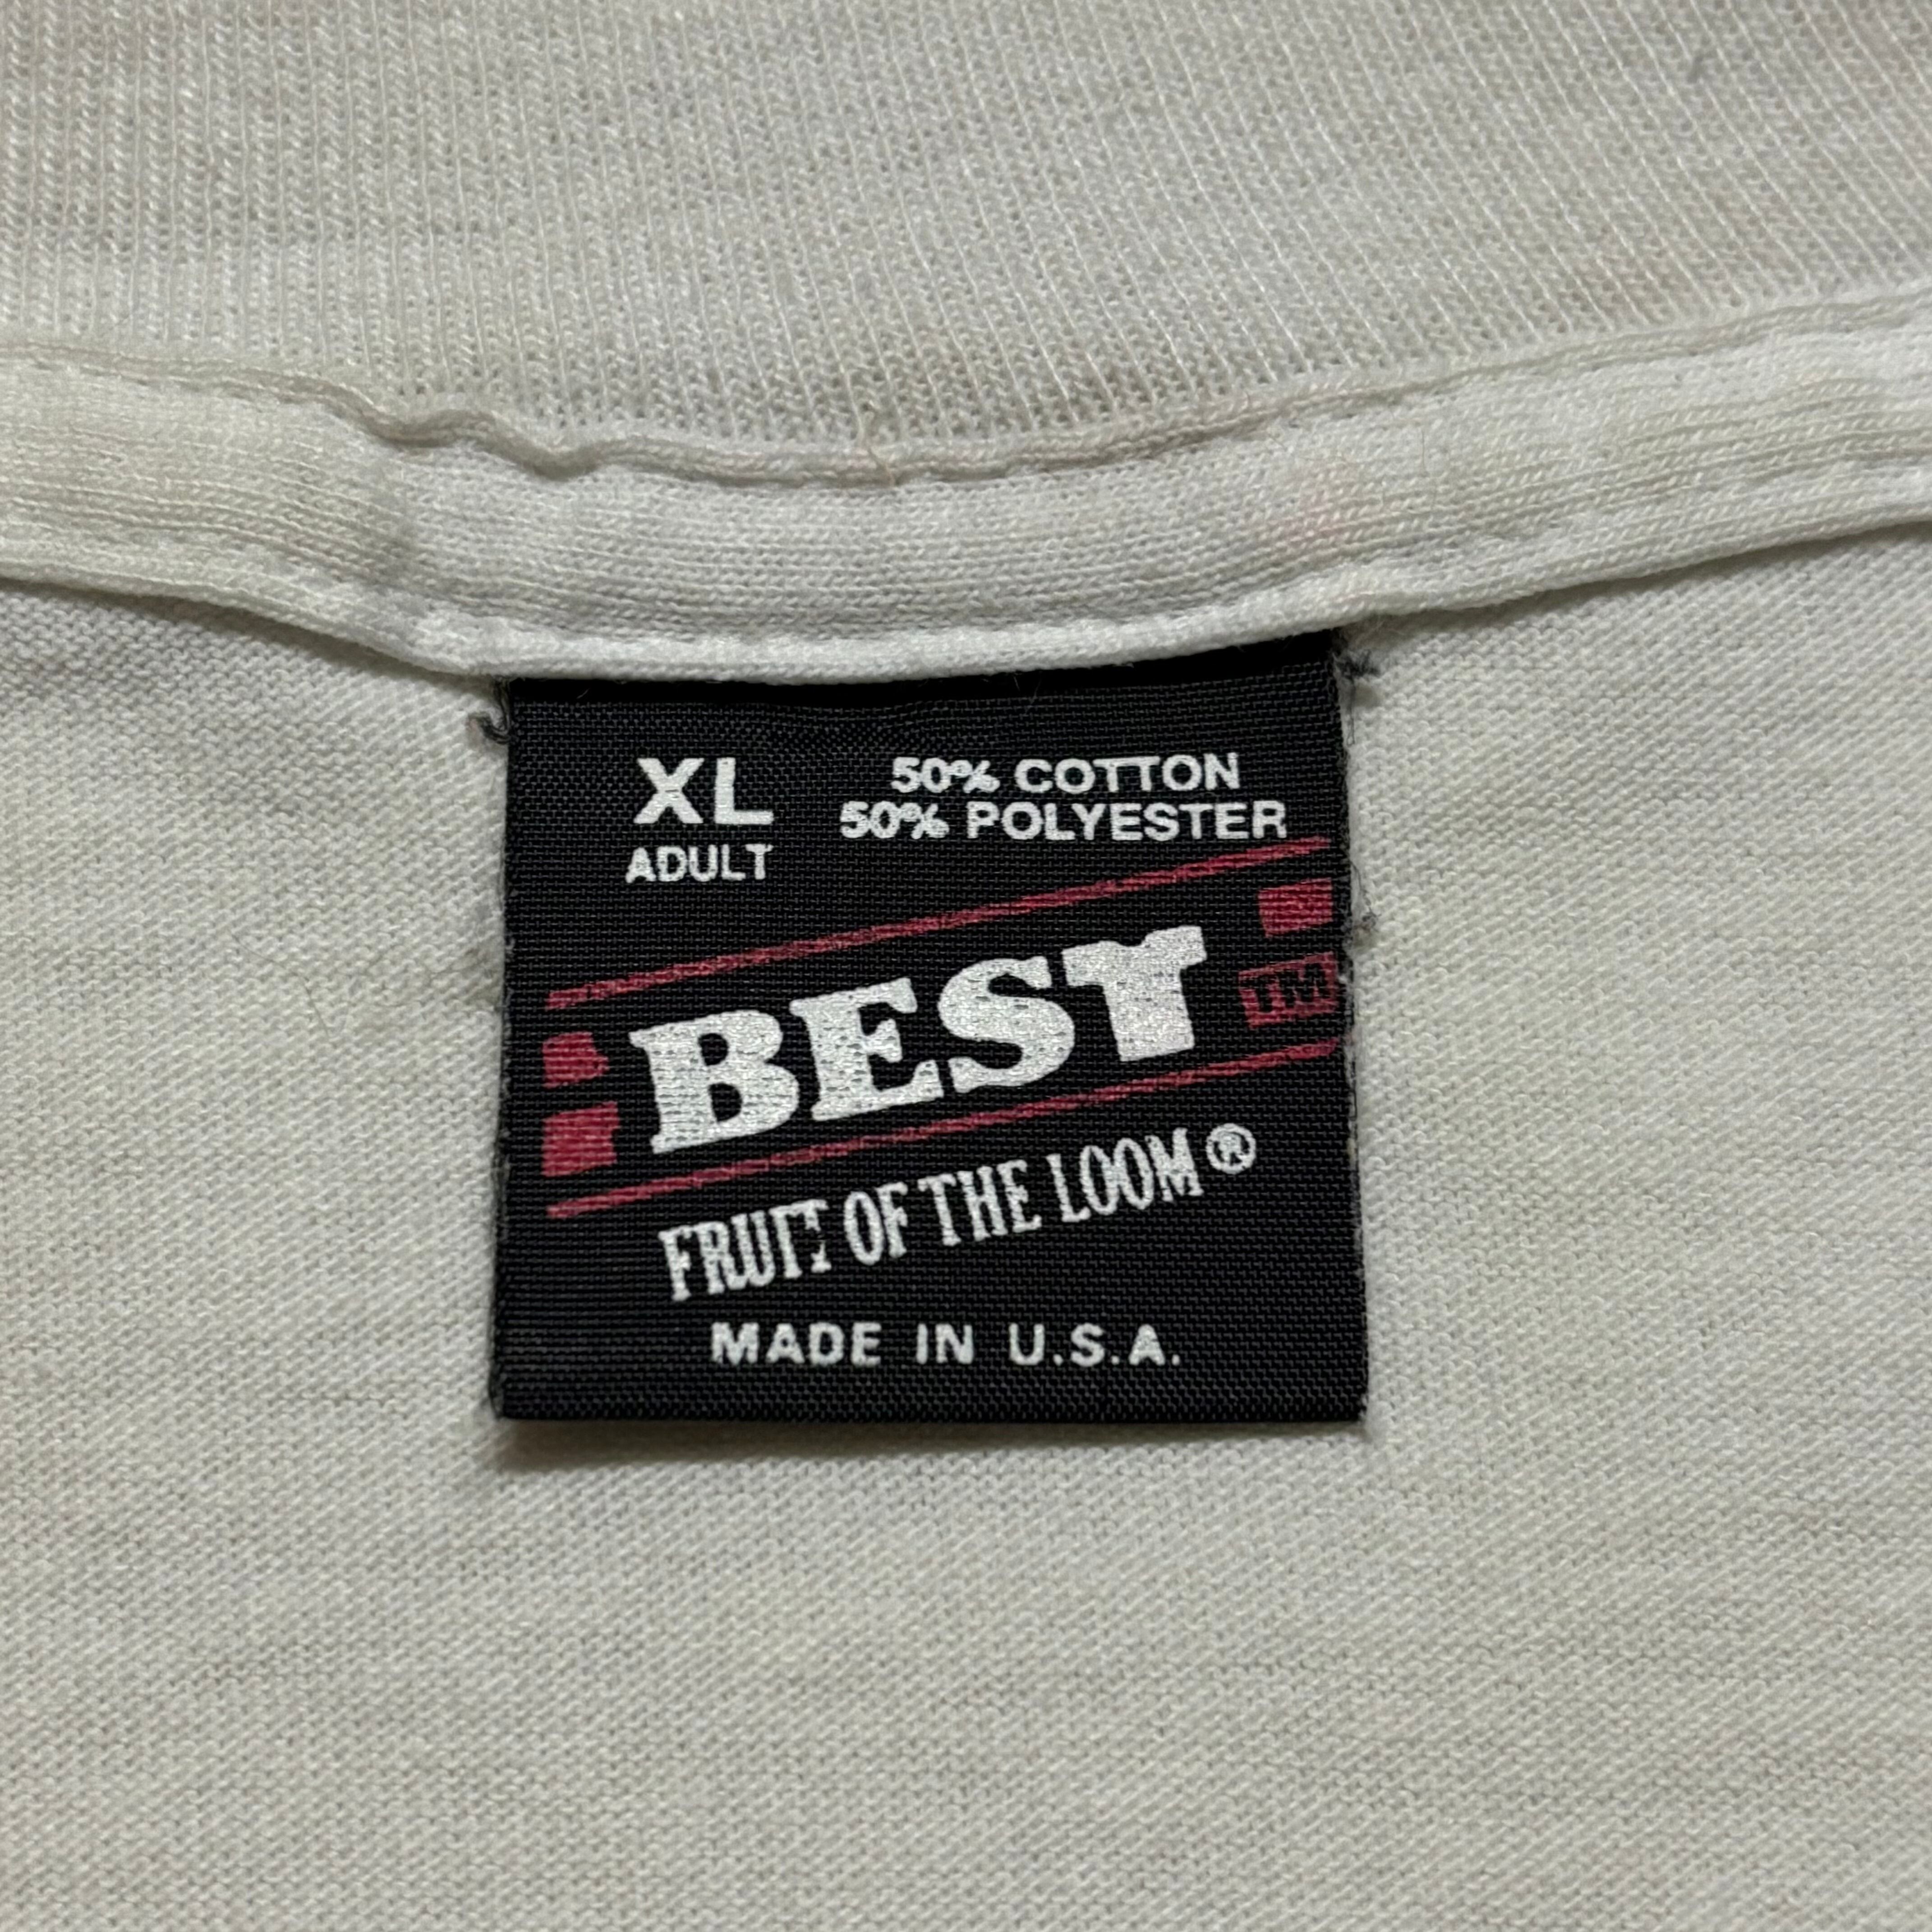 XL
ADULT
50% COTTON
50% POLYESTER
BEST
TM
FRUIT OF THE LOOM®
MADE IN U.S.A.